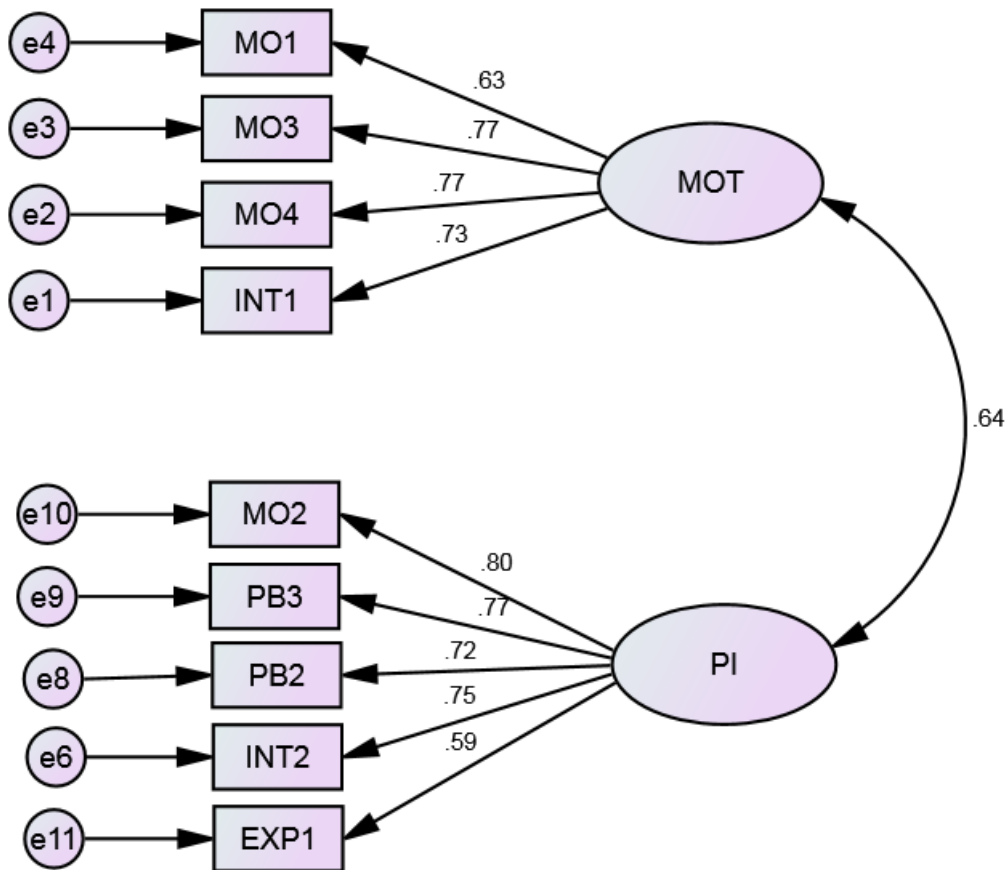 e4
MO1
.63
e3
MO3
.77
MOT
e2
MO4
.77
e1
INT1
.73
.64
e10
MO2
.80
e9
PB3
.77
PI
e8
PB2
.72
e6
INT2
.75
e11
EXP1
.59